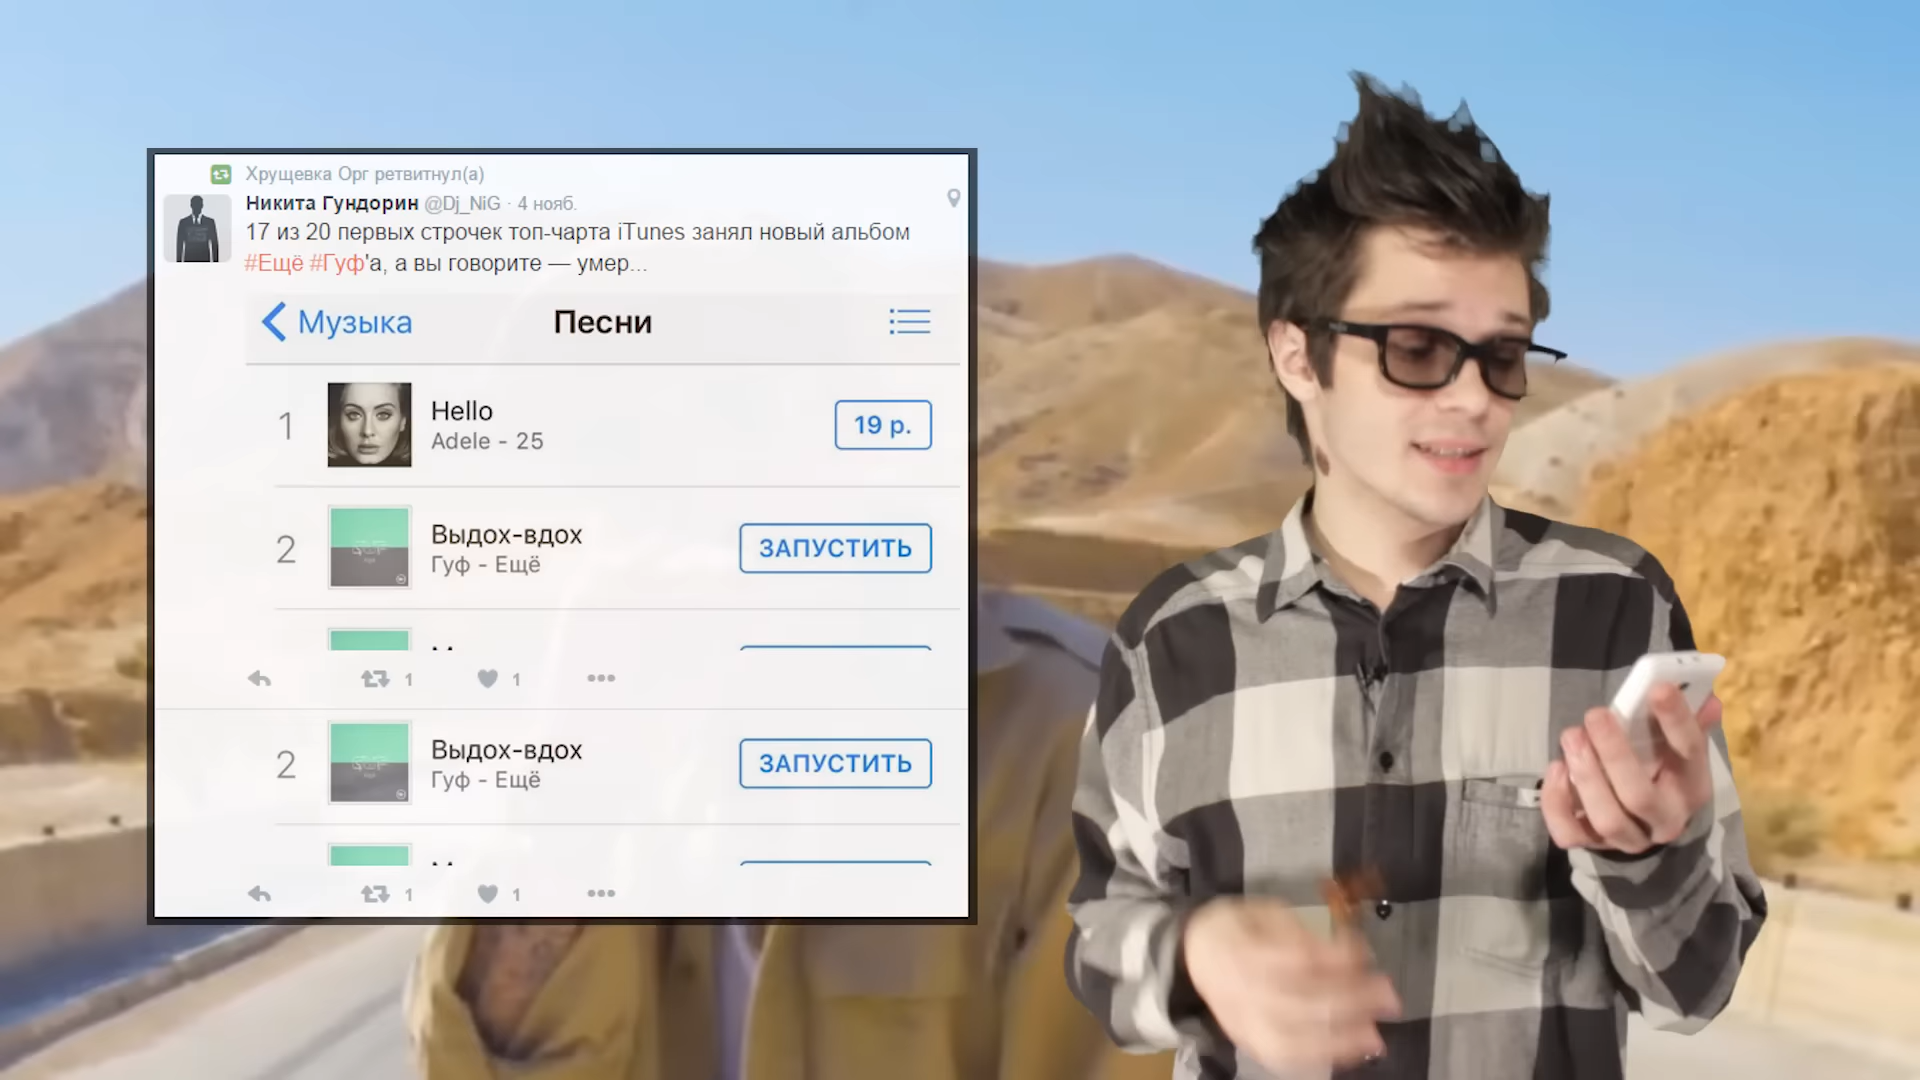 Хрущевка Орг ретвитнул(а)
Никита Гундорин @Dj_NiG · 4 нояб.
17 из 20 первых строчек топ-чарта iTunes занял новый альбом
#Ещё #Гуф'а, а вы говорите — умер...
Музыка Песни
1 Hello 19 р.
Adele - 25
2 Выдох-вдох ЗАПУСТИТЬ
Гуф - Ещё
1 1
2 Выдох-вдох ЗАПУСТИТЬ
Гуф - Ещё
1 1